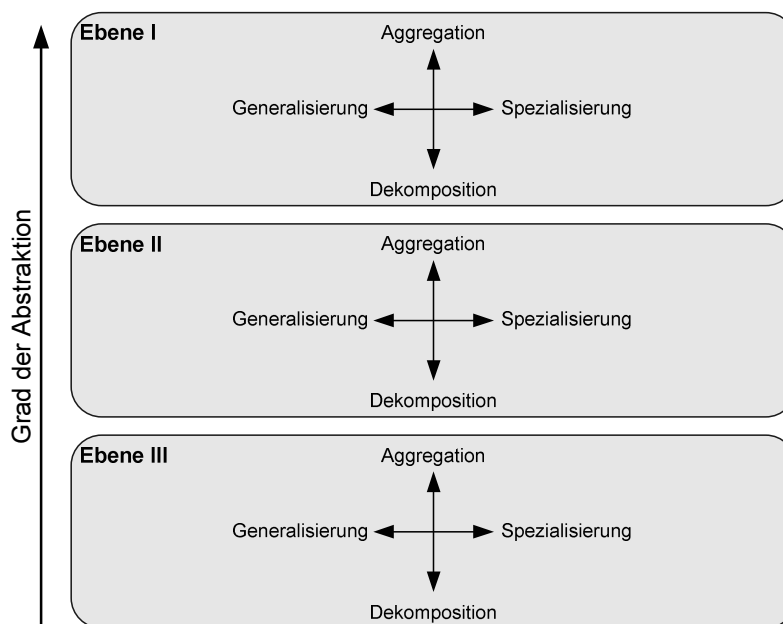 Grad der Abstraktion
Ebene I
Aggregation
Generalisierung
Spezialisierung
Dekomposition
Ebene II
Aggregation
Generalisierung
Spezialisierung
Dekomposition
Ebene III
Aggregation
Generalisierung
Spezialisierung
Dekomposition